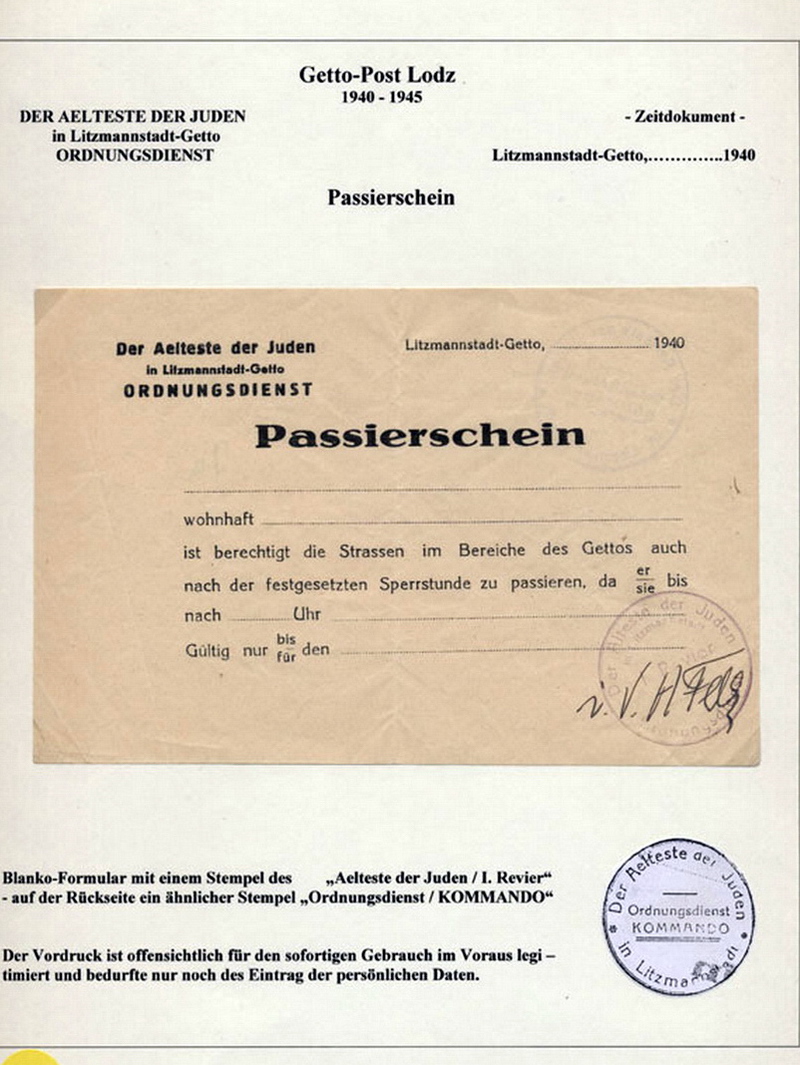 Getto-Post Lodz
1940 - 1945
DER AELTESTE DER JUDEN
in Litzmannstadt-Getto
ORDNUNGSDIENST
- Zeitdokument -
Litzmannstadt-Getto,..............1940
Passierschein
Der Aelteste der Juden
in Litzmannstadt-Getto
ORDNUNGSDIENST
Litzmannstadt-Getto, ........................ 1940
Passierschein
wohnhaft
ist berechtigt die Strassen im Bereiche des Gettos auch
nach der festgesetzten Sperrstunde zu passieren, da er/sie bis
nach ............ Uhr
Gültig nur bis/für den
Der Aelteste der Juden
i. V.
Blanko-Formular mit einem Stempel des „Aelteste der Juden / I. Revier“
- auf der Rückseite ein ähnlicher Stempel „Ordnungsdienst / KOMMANDO“
Der Vordruck ist offensichtlich für den sofortigen Gebrauch im Voraus legi –
timiert und bedurfte nur noch des Eintrag der persönlichen Daten.
Der Aelteste der Juden
Ordnungsdienst
KOMMANDO
in Litzmannstadt